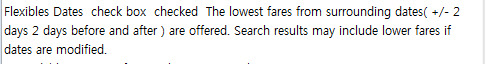 Flexibles Dates  check box  checked  The lowest fares from surrounding dates( +/- 2
days 2 days before and after ) are offered. Search results may include lower fares if
dates are modified.